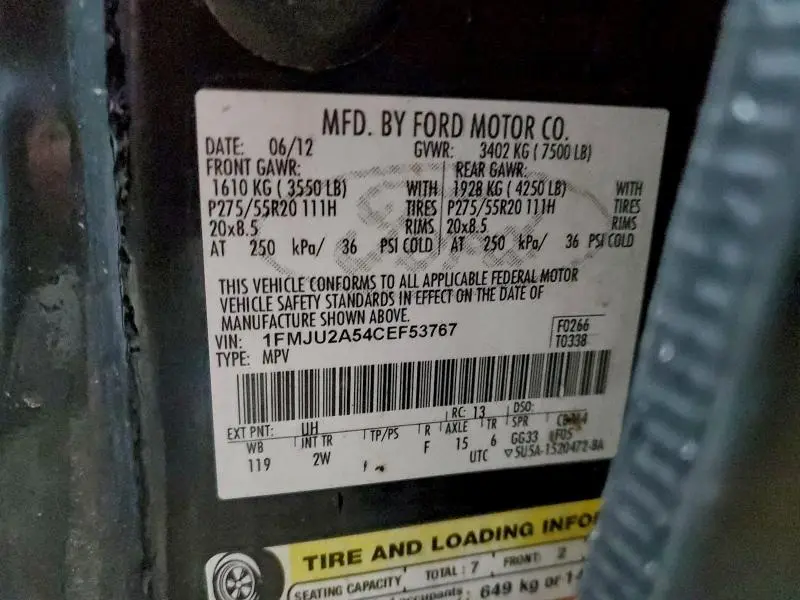 MFD. BY FORD MOTOR CO.
DATE: 06/12 GVWR: 3402 KG ( 7500 LB)
FRONT GAWR: REAR GAWR:
1610 KG ( 3550 LB) WITH 1928 KG ( 4250 LB) WITH
P275/55R20 111H TIRES P275/55R20 111H TIRES
20x8.5 RIMS 20x8.5 RIMS
AT 250 kPa/ 36 PSI COLD AT 250 kPa/ 36 PSI COLD
THIS VEHICLE CONFORMS TO ALL APPLICABLE FEDERAL MOTOR
VEHICLE SAFETY STANDARDS IN EFFECT ON THE DATE OF
MANUFACTURE SHOWN ABOVE.
VIN: 1FMJU2A54CEF53767 F0266
TYPE: MPV T0338
EXT PNT: UH RC: 13 DSO:
WB INT TR TP/PS R AXLE TR SPR
119 2W F 15 6 GG33
UTC ▽5U5A-1520472-BA
TIRE AND LOADING
SEATING CAPACITY TOTAL : 7 FRONT: 2
649 kg or